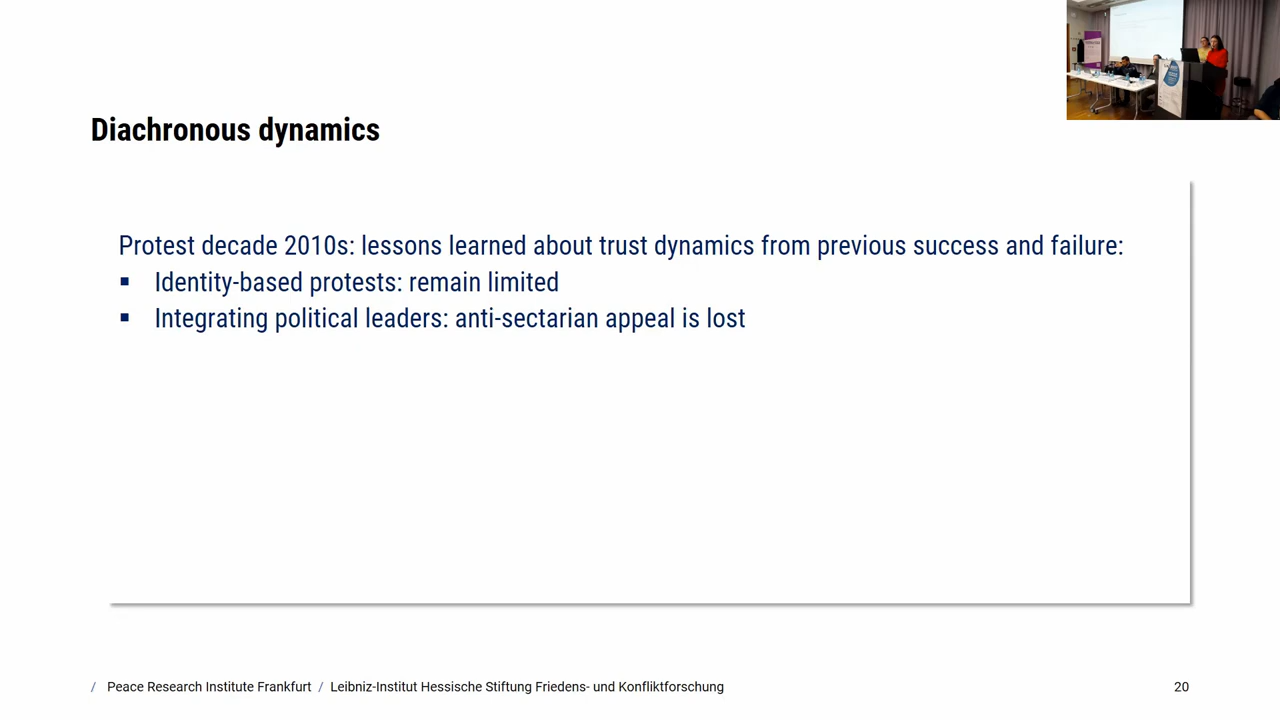 Diachronous dynamics
Protest decade 2010s: lessons learned about trust dynamics from previous success and failure:
▪ Identity-based protests: remain limited
▪ Integrating political leaders: anti-sectarian appeal is lost
/ Peace Research Institute Frankfurt / Leibniz-Institut Hessische Stiftung Friedens- und Konfliktforschung
20